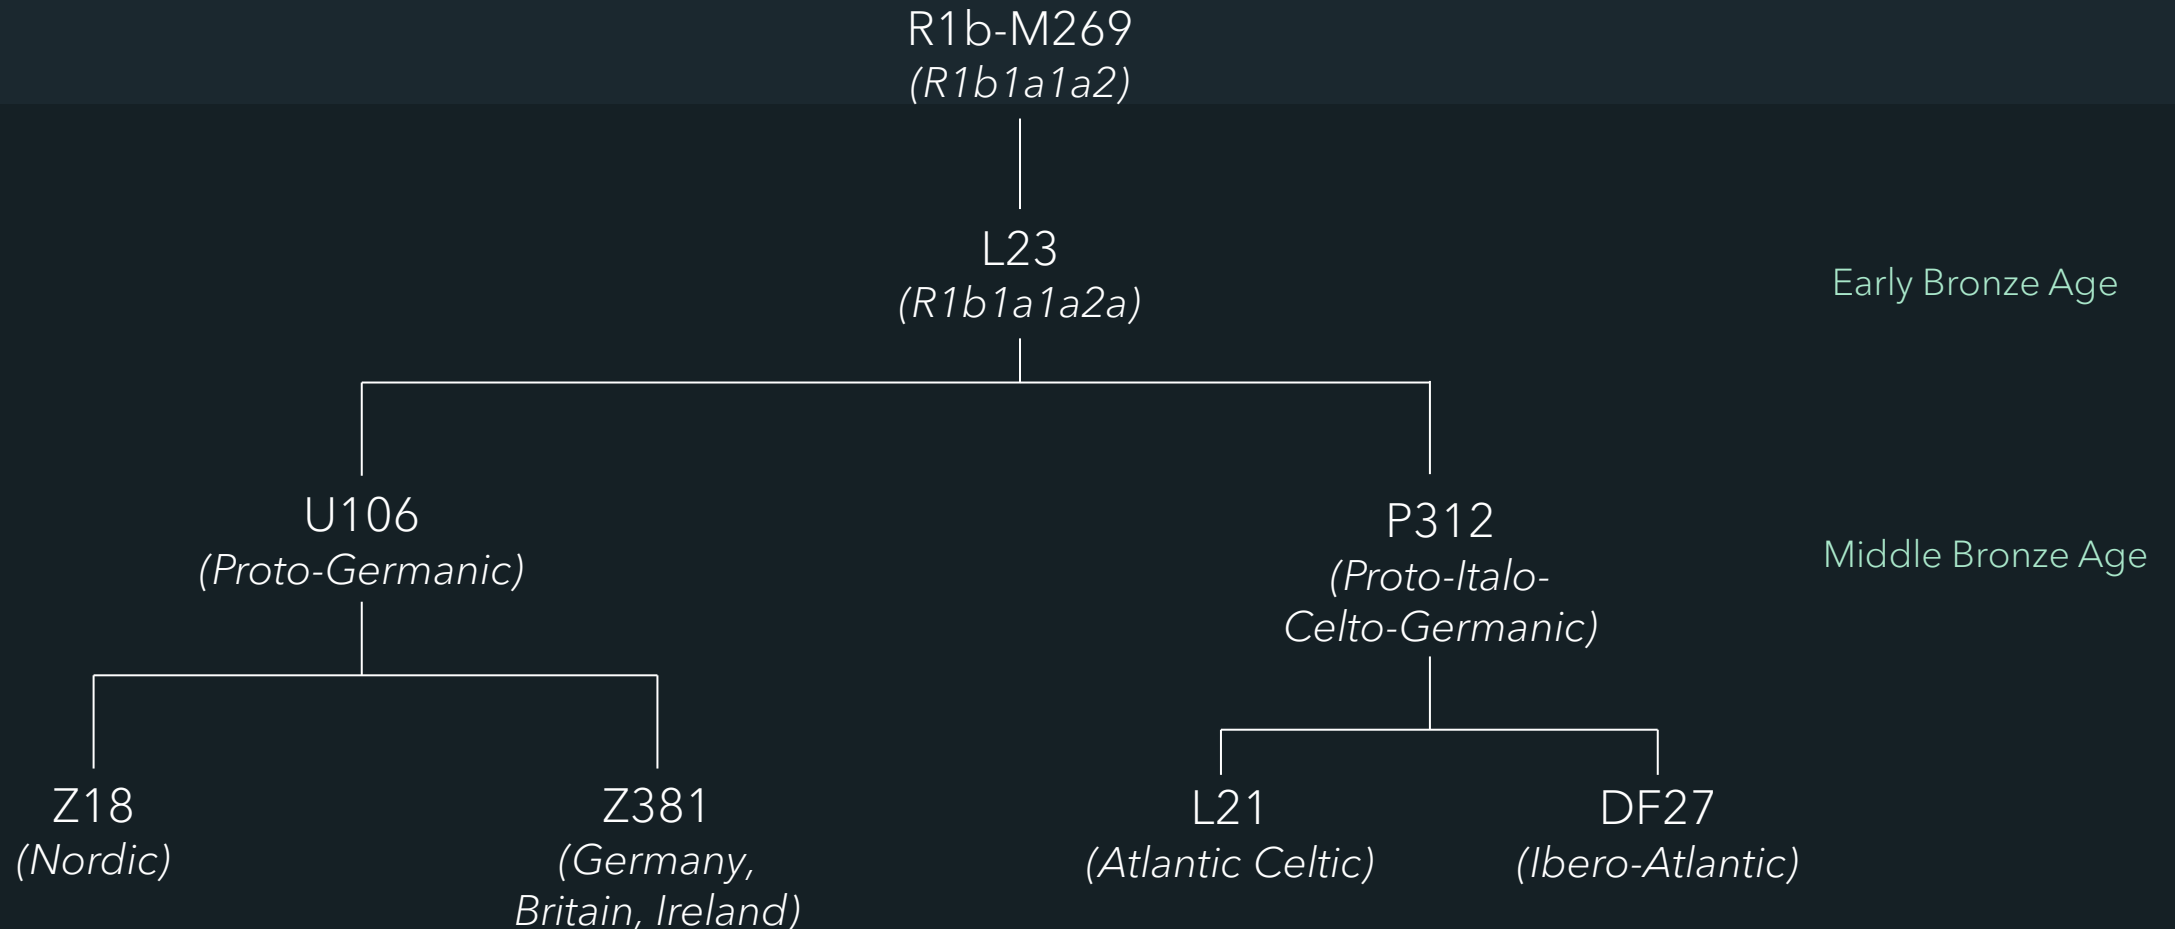 R1b-M269
(R1b1a1a2)
L23
(R1b1a1a2a)
Early Bronze Age
U106
(Proto-Germanic)
P312
(Proto-Italo-
Celto-Germanic)
Middle Bronze Age
Z18
(Nordic)
Z381
(Germany,
Britain, Ireland)
L21
(Atlantic Celtic)
DF27
(Ibero-Atlantic)